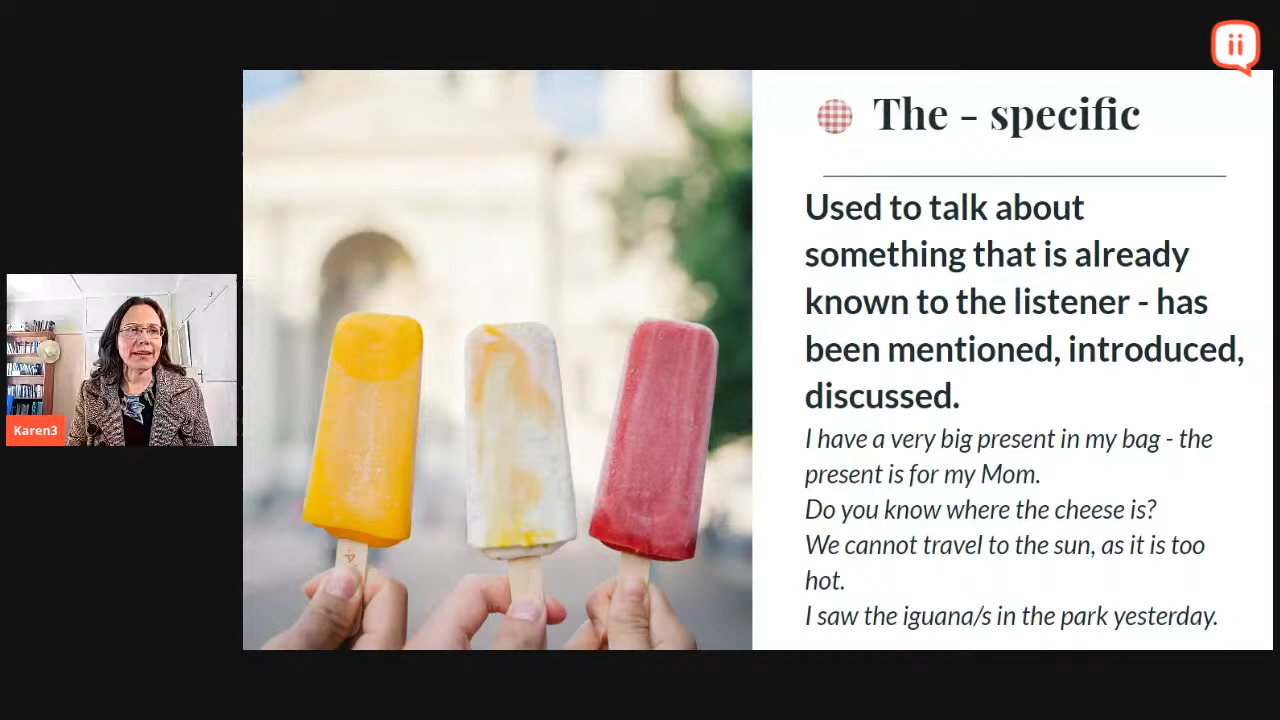 ii
The - specific
Used to talk about
something that is already
known to the listener - has
been mentioned, introduced,
discussed.
I have a very big present in my bag - the
present is for my Mom.
Do you know where the cheese is?
We cannot travel to the sun, as it is too
hot.
I saw the iguana/s in the park yesterday.
Karen3